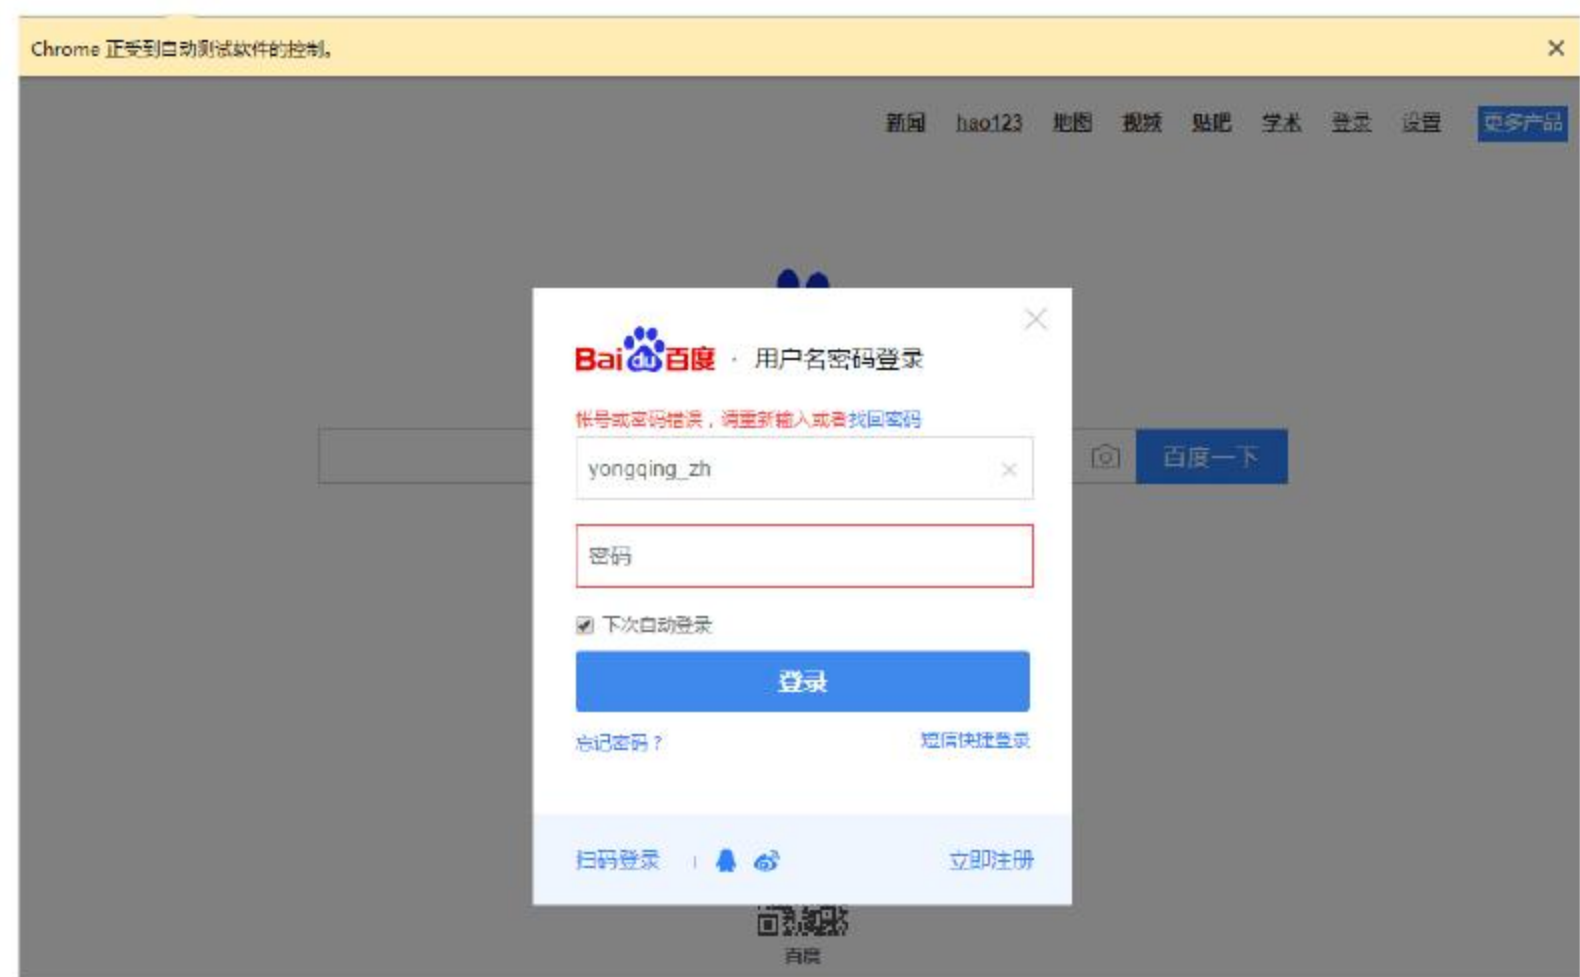 Chrome 正受到自动测试软件的控制。
新闻 hao123 地图 视频 贴吧 学术 登录 设置 更多产品
Bai du 百度 · 用户名密码登录
帐号或密码错误，请重新输入或者找回密码
yongqing_zh
百度一下
密码
下次自动登录
登录
忘记密码？ 短信快捷登录
扫码登录 立即注册
百度